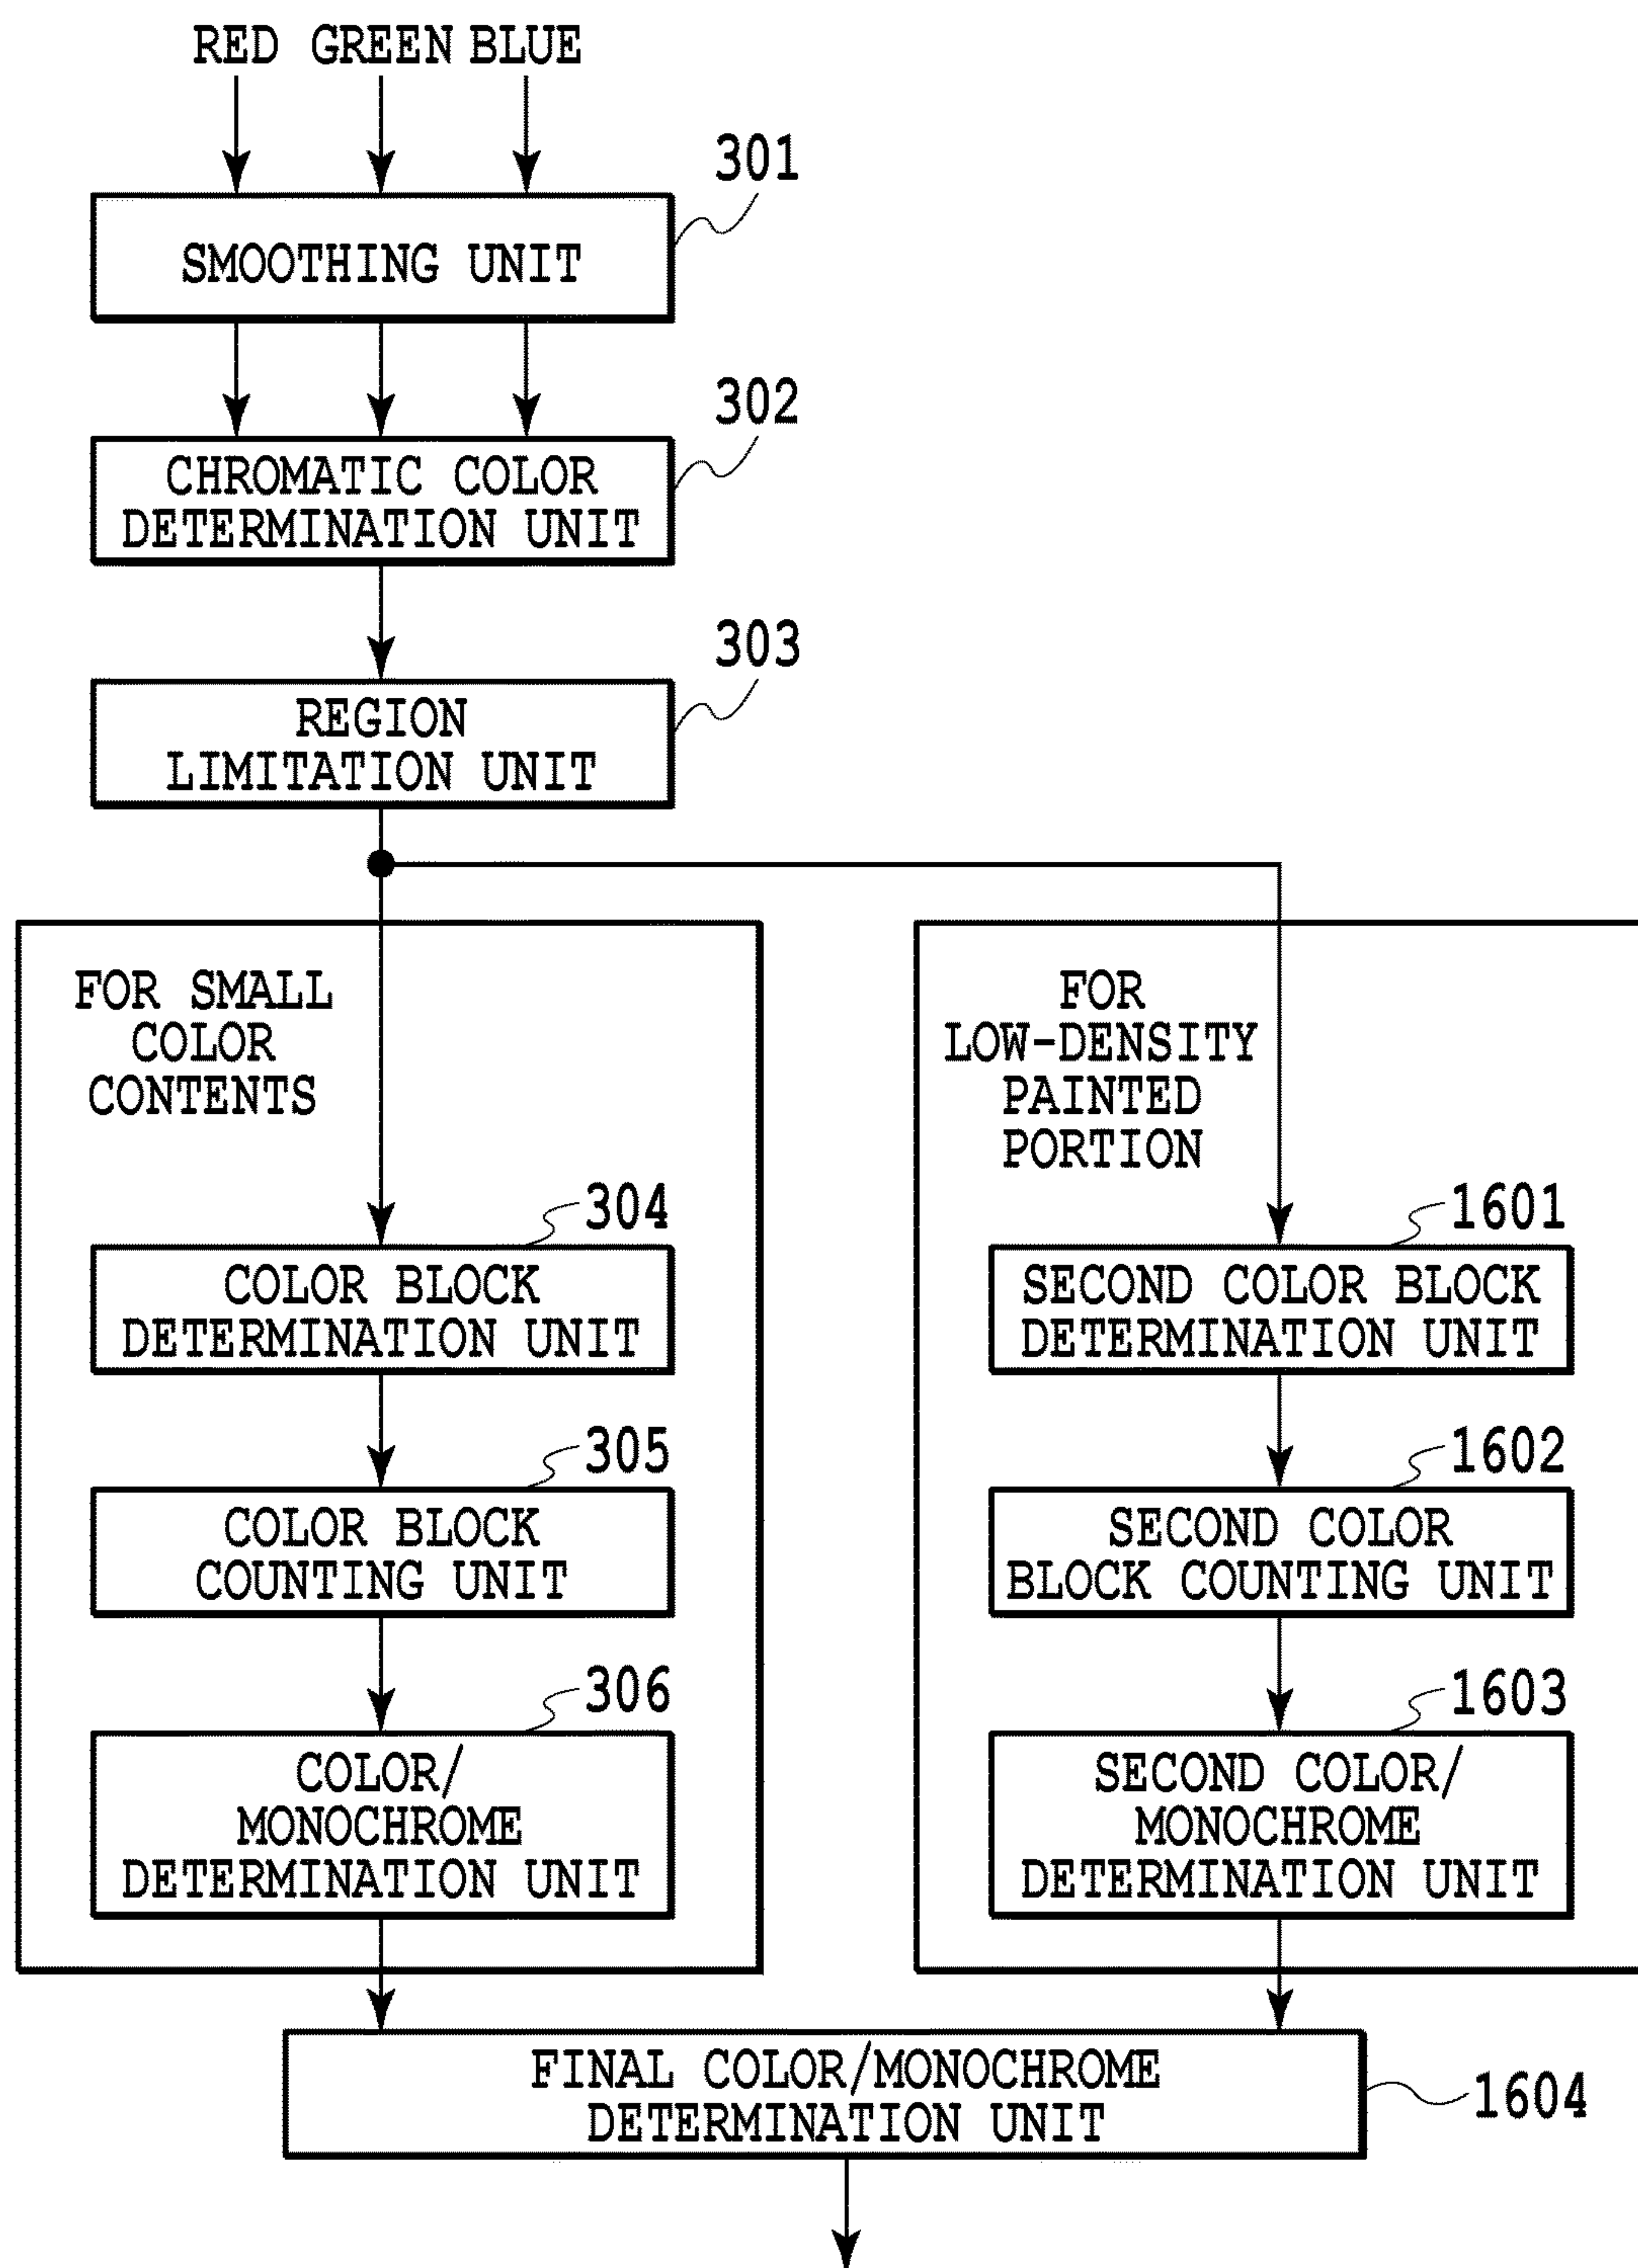 RED GREEN BLUE
301
SMOOTHING UNIT
302
CHROMATIC COLOR
DETERMINATION UNIT
303
REGION
LIMITATION UNIT
FOR SMALL
COLOR
CONTENTS
304
COLOR BLOCK
DETERMINATION UNIT
305
COLOR BLOCK
COUNTING UNIT
306
COLOR/
MONOCHROME
DETERMINATION UNIT
FOR
LOW-DENSITY
PAINTED
PORTION
1601
SECOND COLOR BLOCK
DETERMINATION UNIT
1602
SECOND COLOR
BLOCK COUNTING UNIT
1603
SECOND COLOR/
MONOCHROME
DETERMINATION UNIT
FINAL COLOR/MONOCHROME
DETERMINATION UNIT
1604